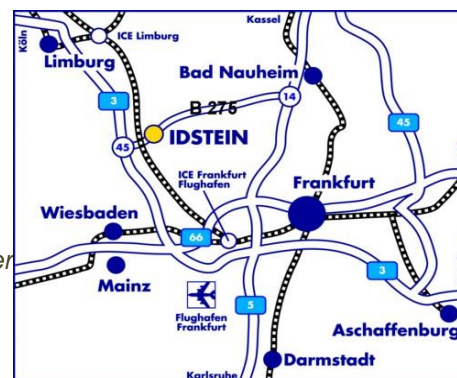 Köln
ICE Limburg
Kassel
Limburg
Bad Nauheim
3
B 275
14
45
IDSTEIN
45
ICE Frankfurt
Flughafen
Frankfurt
Wiesbaden
66
er
Mainz
3
Flughafen
Frankfurt
5
Aschaffenburg
Darmstadt
Karlsruhe